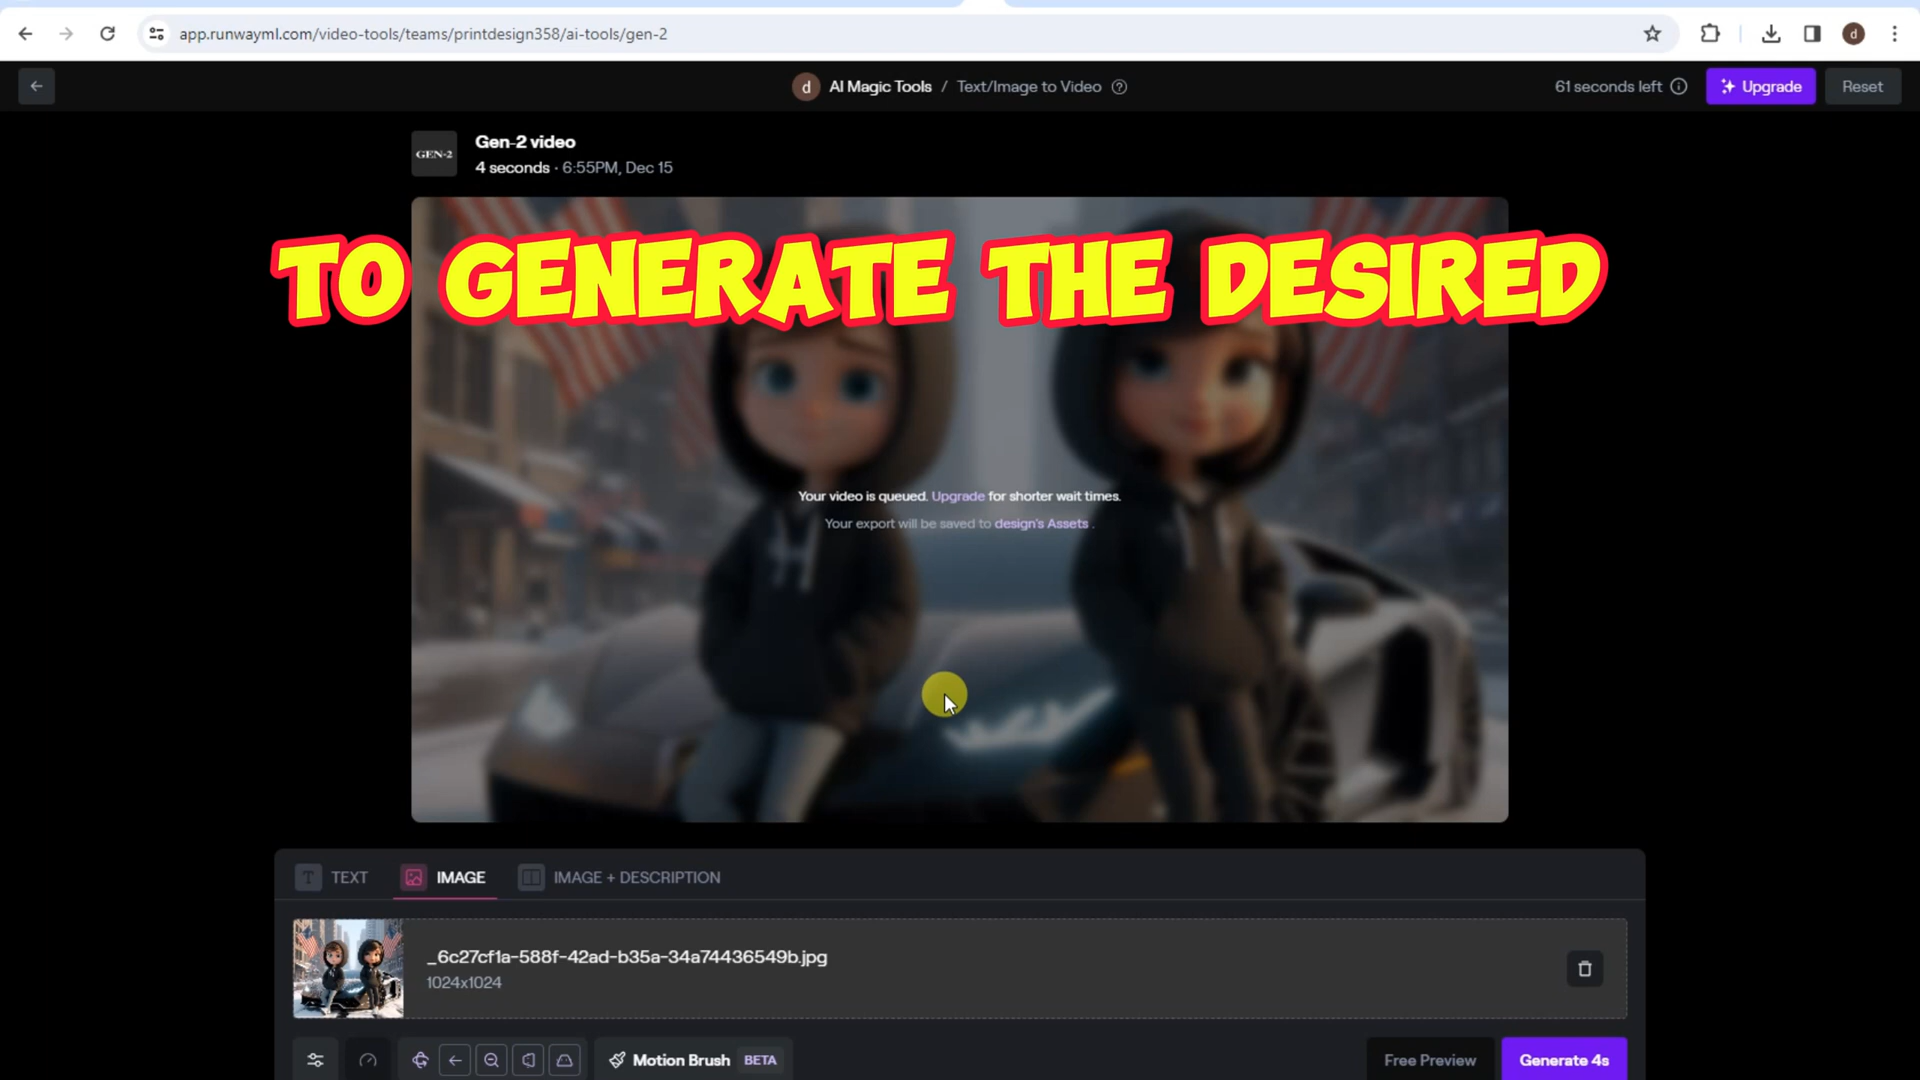 app.runwayml.com/video-tools/teams/printdesign358/ai-tools/gen-2
d
d AI Magic Tools / Text/Image to Video
61 seconds left
Upgrade
Reset
GEN-2
Gen-2 video
4 seconds · 6:55PM, Dec 15
TO GENERATE THE DESIRED
Your video is queued. Upgrade for shorter wait times.
Your export will be saved to design's Assets .
TEXT
IMAGE
IMAGE + DESCRIPTION
_6c27cf1a-588f-42ad-b35a-34a74436549b.jpg
1024x1024
Motion Brush BETA
Free Preview
Generate 4s